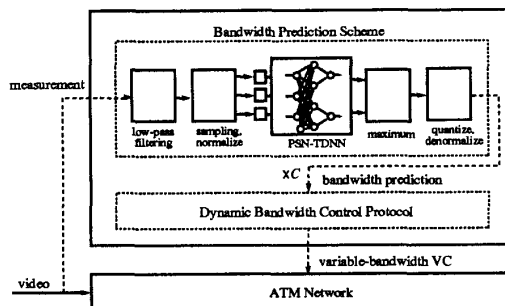 Bandwidth Prediction Scheme
measurement
low-pass
filtering
sampling,
normalize
PSN-TDNN
maximum
quantize,
denormalize
xC
bandwidth prediction
Dynamic Bandwidth Control Protocol
variable-bandwidth VC
video
ATM Network